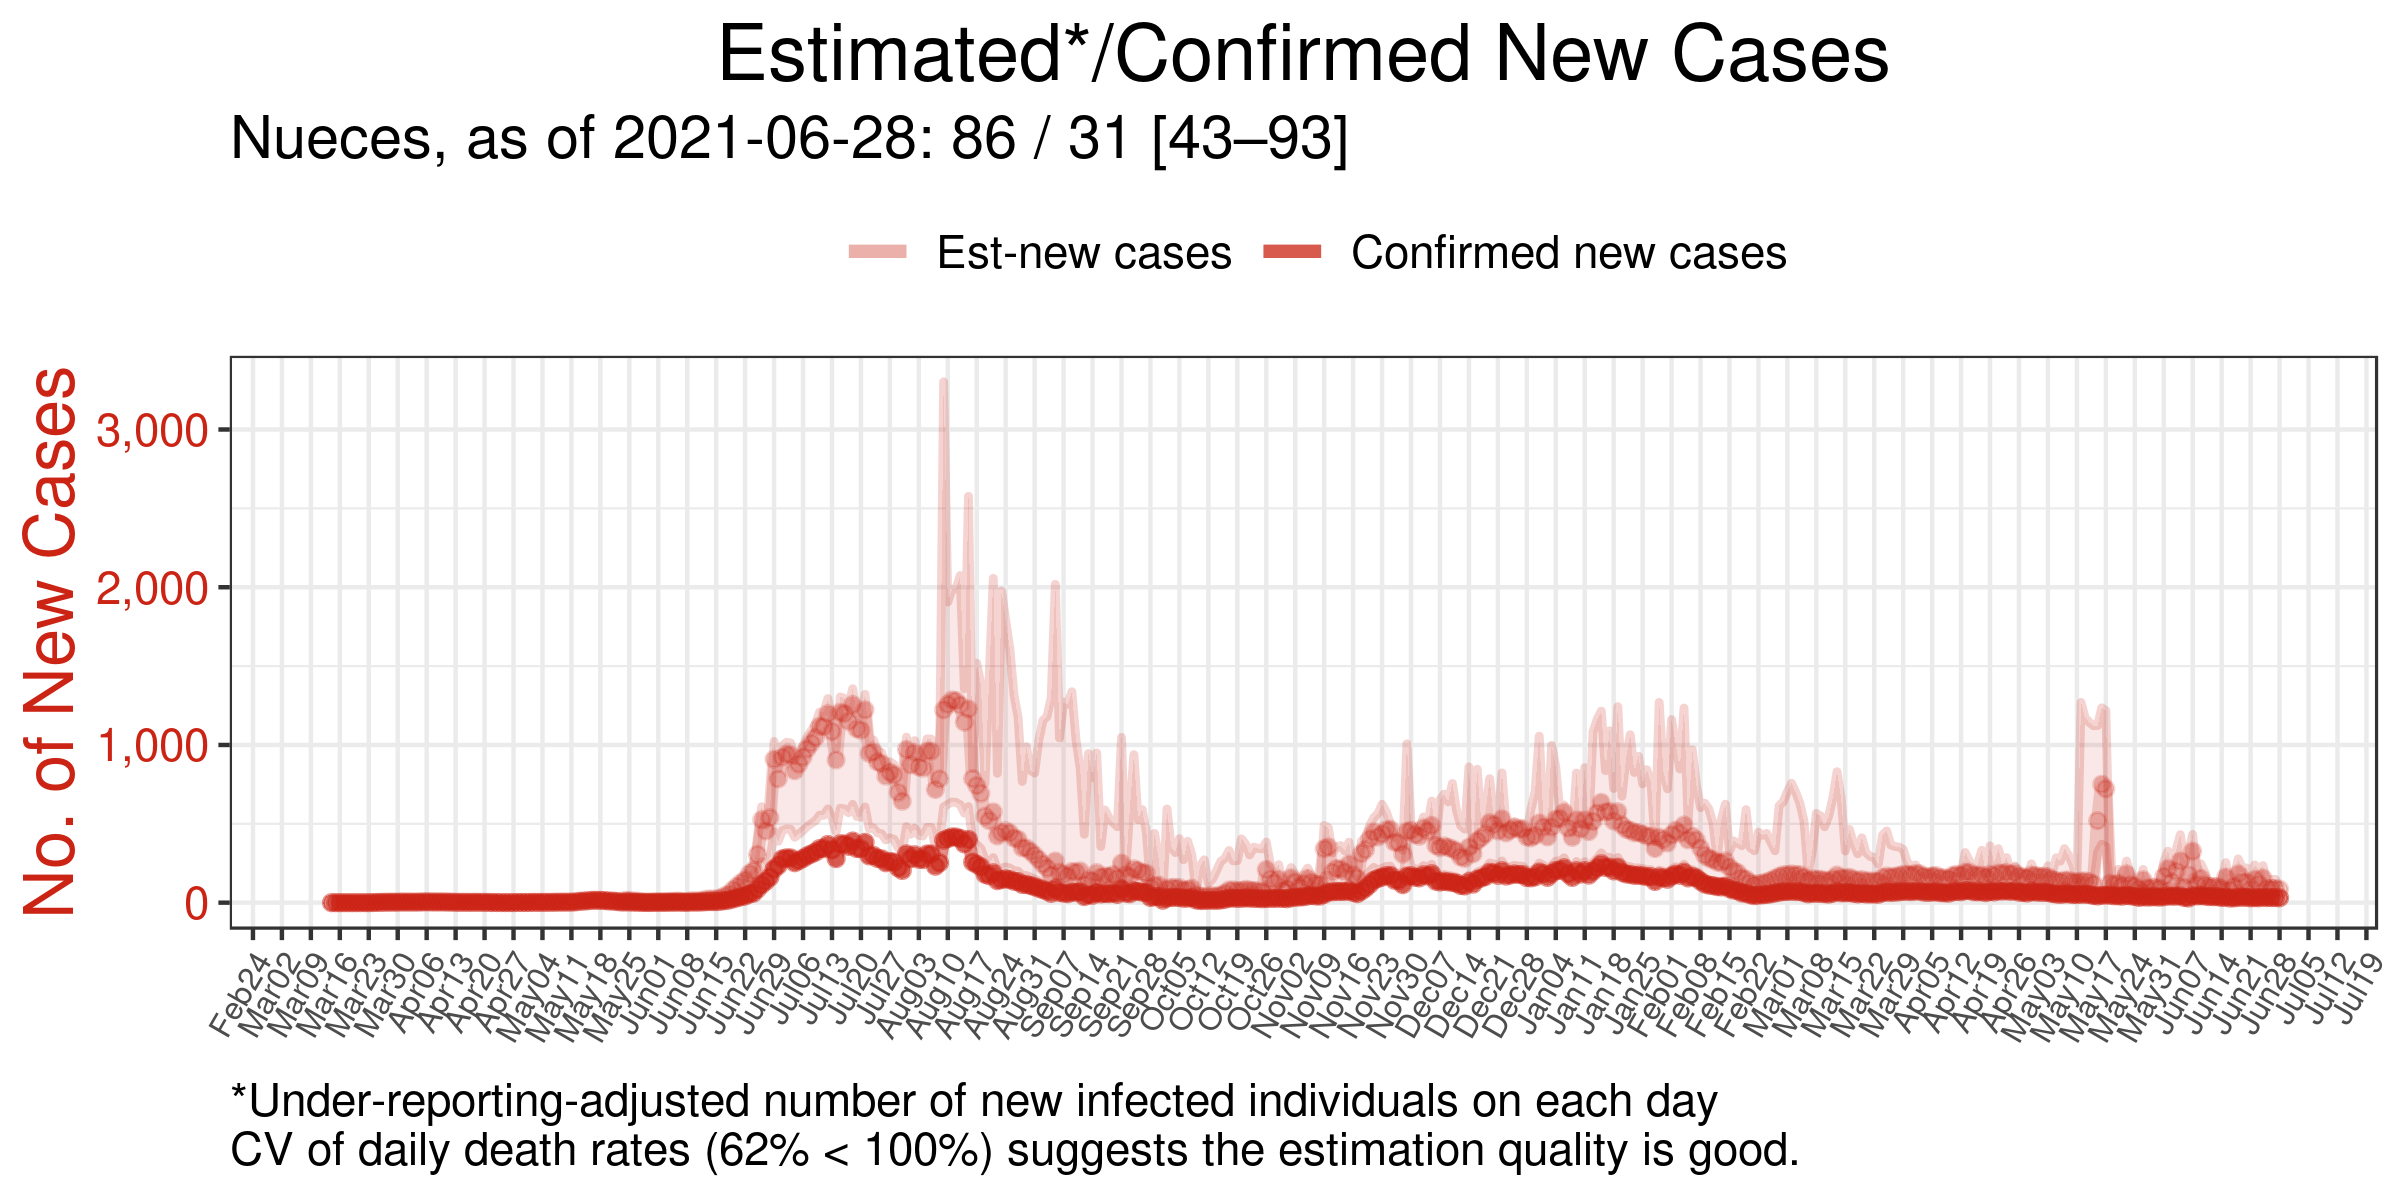 Estimated*/Confirmed New Cases
Nueces, as of 2021-06-28: 86 / 31 [43–93]
Est-new cases Confirmed new cases
No. of New Cases
3,000
2,000
1,000
0
Feb24 Mar02 Mar09 Mar16 Mar23 Mar30 Apr06 Apr13 Apr20 Apr27 May04 May11 May18 May25 Jun01 Jun08 Jun15 Jun22 Jun29 Jul06 Jul13 Jul20 Jul27 Aug03 Aug10 Aug17 Aug24 Aug31 Sep07 Sep14 Sep21 Sep28 Oct05 Oct12 Oct19 Oct26 Nov02 Nov09 Nov16 Nov23 Nov30 Dec07 Dec14 Dec21 Dec28 Jan04 Jan11 Jan18 Jan25 Feb01 Feb08 Feb15 Feb22 Mar01 Mar08 Mar15 Mar22 Mar29 Apr05 Apr12 Apr19 Apr26 May03 May10 May17 May24 May31 Jun07 Jun14 Jun21 Jun28 Jul05 Jul12 Jul19
*Under-reporting-adjusted number of new infected individuals on each day
CV of daily death rates (62% < 100%) suggests the estimation quality is good.